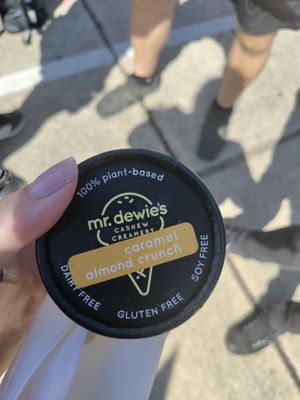 100% plant-based
mr. dewie's
CASHEW
CREAMERY
caramel
almond crunch
DAIRY FREE
GLUTEN FREE
SOY FREE